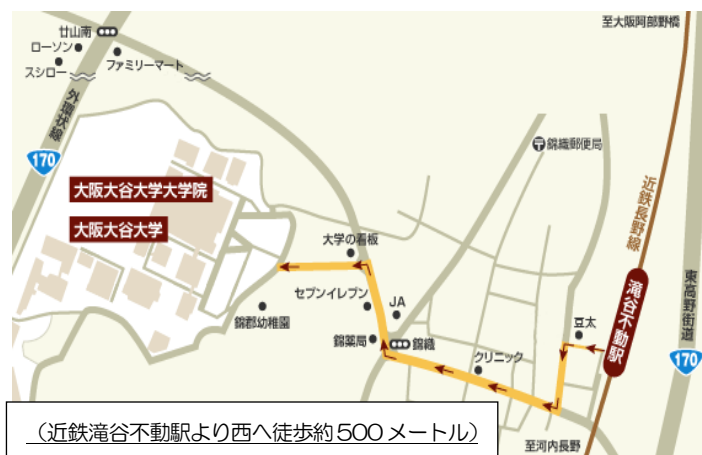 至大阪阿部野橋
廿山南
ローソン
スシロー
ファミリーマート
外環状線
170
錦織郵便局
近鉄長野線
大阪大谷大学大学院
大阪大谷大学
大学の看板
セブンイレブン
JA
錦郡幼稚園
錦薬局
錦織
クリニック
豆太
滝谷不動駅
東高野街道
170
至河内長野
(近鉄滝谷不動駅より西へ徒歩約500メートル)